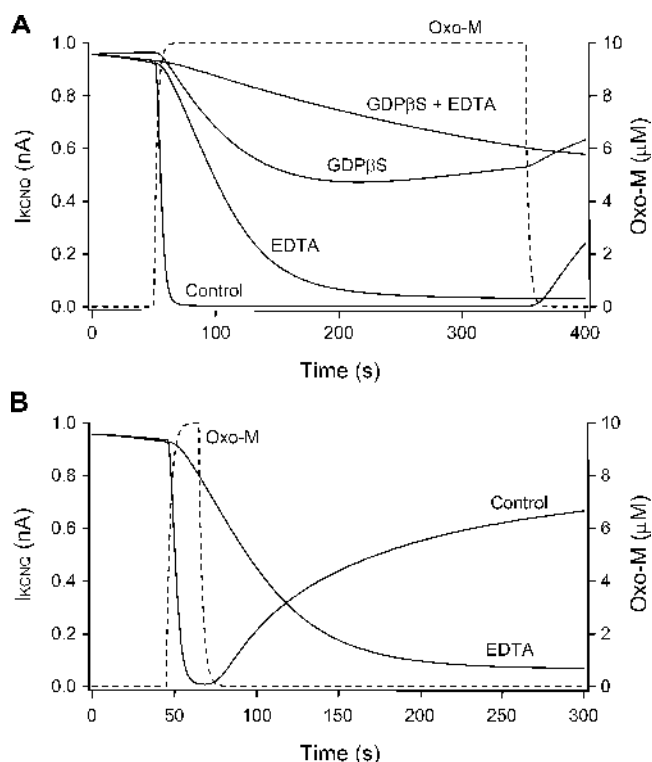 A
Oxo-M
1.0
0.8
0.6
0.4
0.2
0.0
I_KCNQ (nA)
GDPβS + EDTA
GDPβS
EDTA
Control
10
8
6
4
2
0
Oxo-M (μM)
0 100 200 300 400
Time (s)
B
Oxo-M
1.0
0.8
0.6
0.4
0.2
0.0
I_KCNQ (nA)
Control
EDTA
10
8
6
4
2
0
Oxo-M (μM)
0 50 100 150 200 250 300
Time (s)